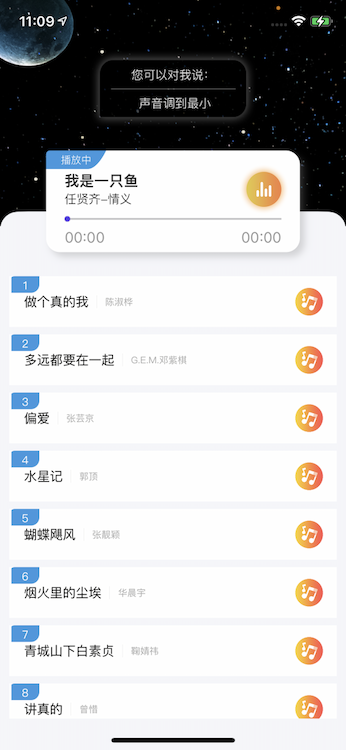 11:09
您可以对我说：
声音调到最小
播放中
我是一只鱼
任贤齐-情义
00:00 00:00
1
做个真的我 陈淑桦
2
多远都要在一起 G.E.M.邓紫棋
3
偏爱 张芸京
4
水星记 郭顶
5
蝴蝶飓风 张靓颖
6
烟火里的尘埃 华晨宇
7
青城山下白素贞 鞠婧祎
8
讲真的 曾惜